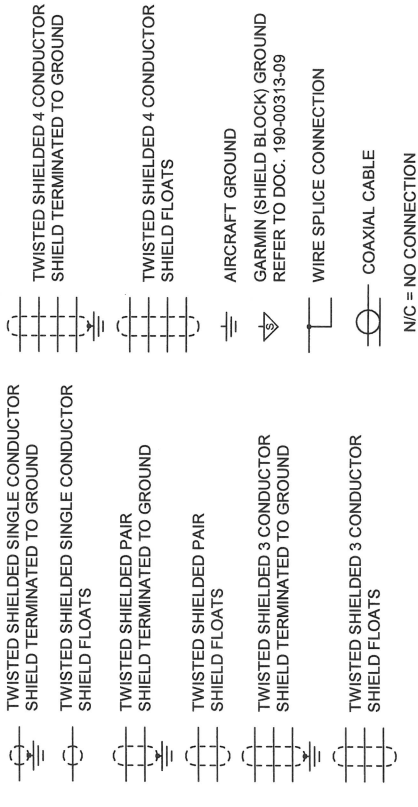 TWISTED SHIELDED SINGLE CONDUCTOR
SHIELD TERMINATED TO GROUND
TWISTED SHIELDED SINGLE CONDUCTOR
SHIELD FLOATS
TWISTED SHIELDED PAIR
SHIELD TERMINATED TO GROUND
TWISTED SHIELDED PAIR
SHIELD FLOATS
TWISTED SHIELDED 3 CONDUCTOR
SHIELD TERMINATED TO GROUND
TWISTED SHIELDED 3 CONDUCTOR
SHIELD FLOATS
TWISTED SHIELDED 4 CONDUCTOR
SHIELD TERMINATED TO GROUND
TWISTED SHIELDED 4 CONDUCTOR
SHIELD FLOATS
AIRCRAFT GROUND
S
GARMIN (SHIELD BLOCK) GROUND
REFER TO DOC. 190-00313-09
WIRE SPLICE CONNECTION
COAXIAL CABLE
N/C = NO CONNECTION